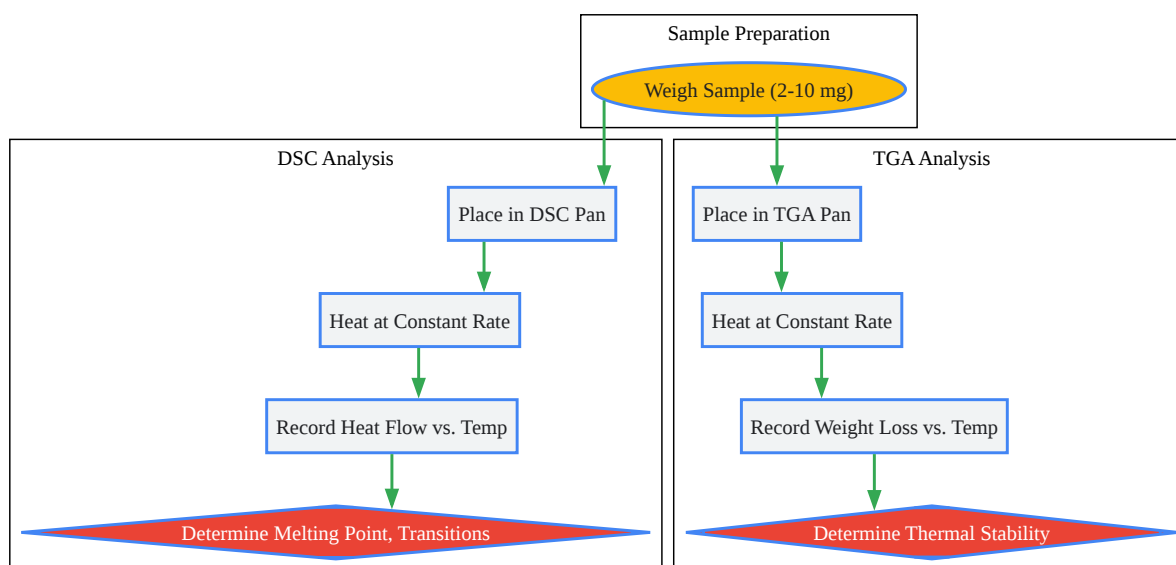 Sample Preparation
Weigh Sample (2-10 mg)
DSC Analysis
Place in DSC Pan
Heat at Constant Rate
Record Heat Flow vs. Temp
Determine Melting Point, Transitions
TGA Analysis
Place in TGA Pan
Heat at Constant Rate
Record Weight Loss vs. Temp
Determine Thermal Stability